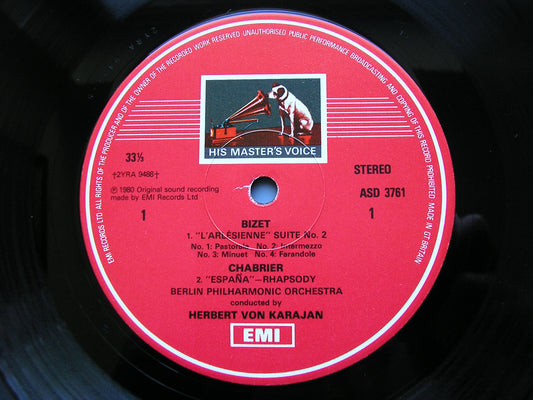 EMI RECORDS LTD ALL RIGHTS OF THE PRODUCER AND OF THE OWNER OF THE RECORDED WORK RESERVED UNAUTHORISED PUBLIC PERFORMANCE BROADCASTING AND COPYING OF THIS RECORD PROHIBITED MADE IN GT BRITAIN
HIS MASTER'S VOICE
33⅓
STEREO
†2YRA 9488†
ASD 3761
℗ 1980 Original sound recording
made by EMI Records Ltd
1
1
BIZET
1. "L'ARLÉSIENNE" SUITE No. 2
No. 1: Pastorale No. 2: Intermezzo
No. 3: Minuet No. 4: Farandole
CHABRIER
2. "ESPAÑA"—RHAPSODY
BERLIN PHILHARMONIC ORCHESTRA
conducted by
HERBERT VON KARAJAN
EMI